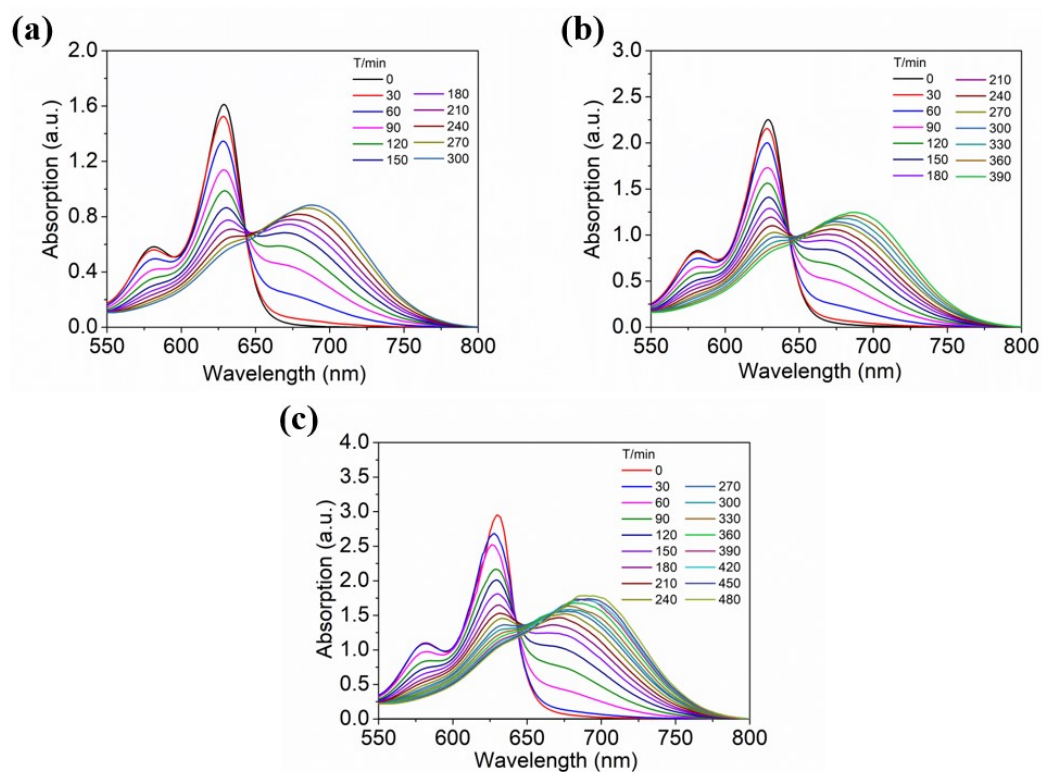 (a)
Absorption (a.u.)
2.0
1.6
1.2
0.8
0.4
0.0
T/min
0
30 180
60 210
90 240
120 270
150 300
550 600 650 700 750 800
Wavelength (nm)
(b)
Absorption (a.u.)
3.0
2.5
2.0
1.5
1.0
0.5
0.0
T/min
0 210
30 240
60 270
90 300
120 330
150 360
180 390
550 600 650 700 750 800
Wavelength (nm)
(c)
Absorption (a.u.)
4.0
3.5
3.0
2.5
2.0
1.5
1.0
0.5
0.0
T/min
0
30 270
60 300
90 330
120 360
150 390
180 420
210 450
240 480
550 600 650 700 750 800
Wavelength (nm)